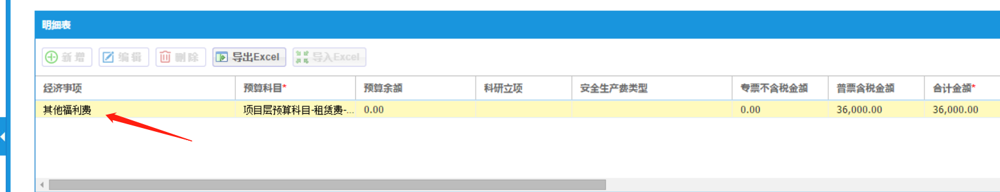 明细表
新增 编辑 删除 导出Excel 导入Excel
经济事项 预算科目* 预算余额 科研立项 安全生产费类型 专票不含税金额 普票含税金额 合计金额*
其他福利费 项目层预算科目-租赁费-... 0.00 0.00 36,000.00 36,000.00